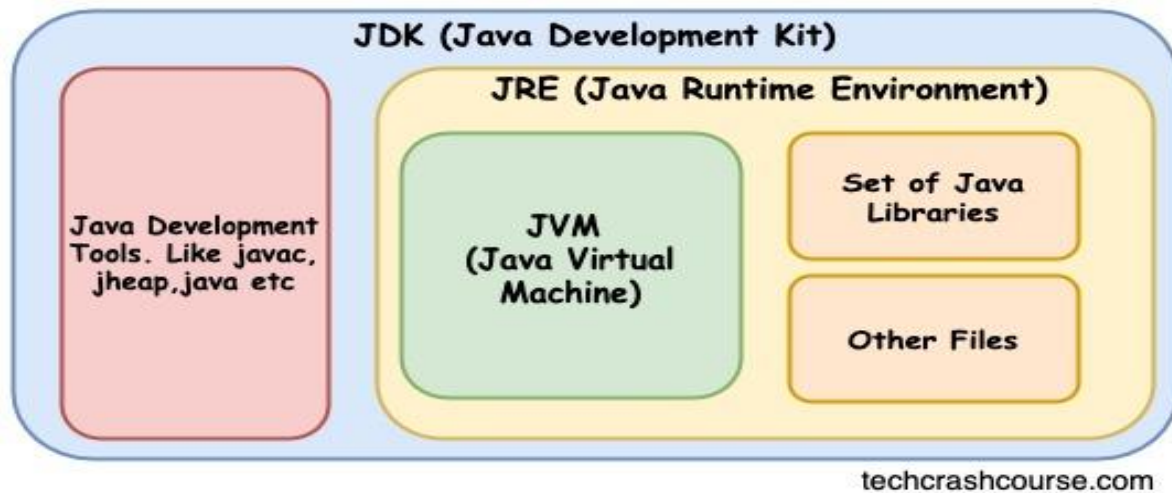 JDK (Java Development Kit)
Java Development
Tools. Like javac,
jheap,java etc
JRE (Java Runtime Environment)
JVM
(Java Virtual
Machine)
Set of Java
Libraries
Other Files
techcrashcourse.com